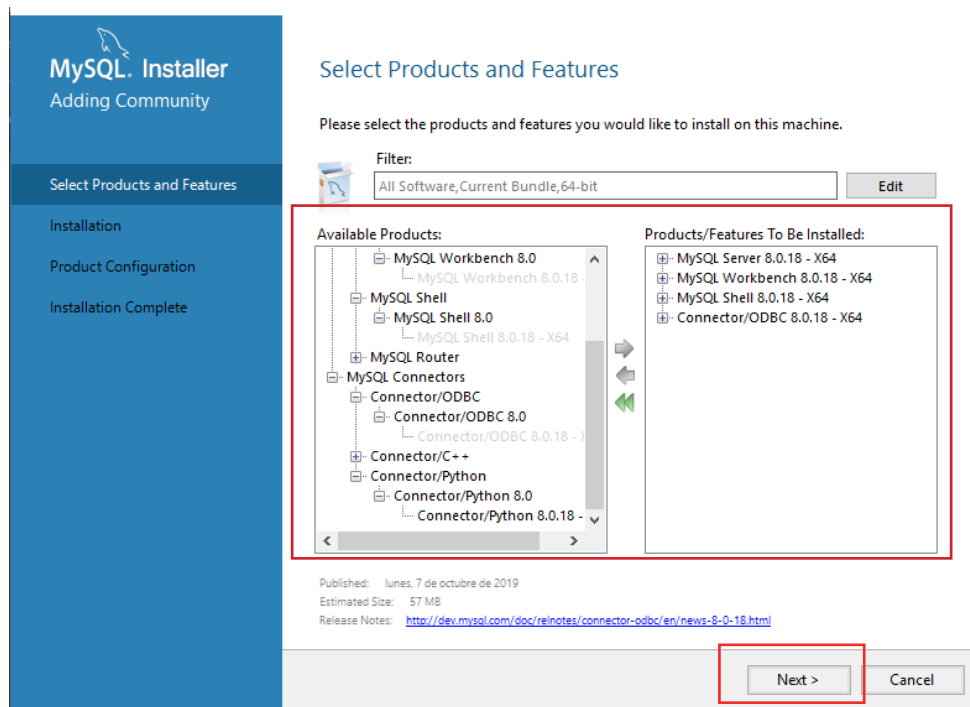 MySQL. Installer
Adding Community
Select Products and Features
Installation
Product Configuration
Installation Complete
Select Products and Features
Please select the products and features you would like to install on this machine.
Filter:
All Software,Current Bundle,64-bit
Edit
Available Products:
MySQL Workbench 8.0
MySQL Workbench 8.0.18 -
MySQL Shell
MySQL Shell 8.0
MySQL Shell 8.0.18 - X64
MySQL Router
MySQL Connectors
Connector/ODBC
Connector/ODBC 8.0
Connector/ODBC 8.0.18 - X
Connector/C++
Connector/Python
Connector/Python 8.0
Connector/Python 8.0.18 -
Products/Features To Be Installed:
MySQL Server 8.0.18 - X64
MySQL Workbench 8.0.18 - X64
MySQL Shell 8.0.18 - X64
Connector/ODBC 8.0.18 - X64
Published: lunes, 7 de octubre de 2019
Estimated Size: 57 MB
Release Notes: http://dev.mysql.com/doc/relnotes/connector-odbc/en/news-8-0-18.html
Next >
Cancel